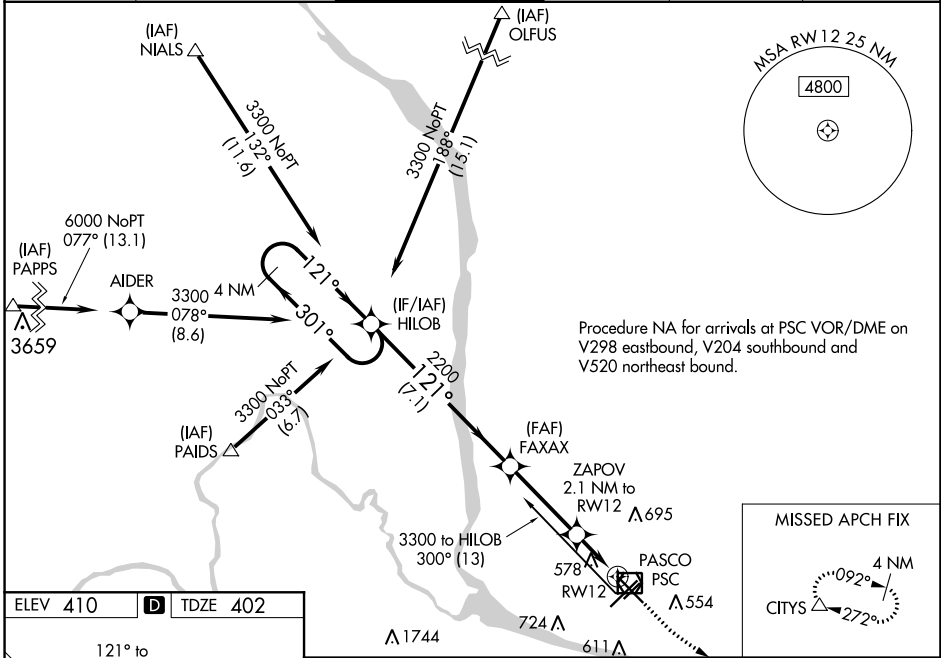 (IAF)
NIALS
(IAF)
OLFUS
MSA RW12 25 NM
4800
3300 NoPT
132°
(11.6)
3300 NoPT
188°
(15.1)
6000 NoPT
077° (13.1)
(IAF)
PAPPS
3659
AIDER
3300
078°
(8.6)
4 NM
121°
301°
(IF/IAF)
HILOB
3300 NoPT
033°
(6.7)
(IAF)
PAIDS
2200
121°
(7.1)
Procedure NA for arrivals at PSC VOR/DME on
V298 eastbound, V204 southbound and
V520 northeast bound.
(FAF)
FAXAX
ZAPOV
2.1 NM to
RW12
695
3300 to HILOB
300° (13)
578
RW12
PASCO
PSC
554
724
611
1744
MISSED APCH FIX
4 NM
092°
CITYS
272°
ELEV 410
D
TDZE 402
121° to